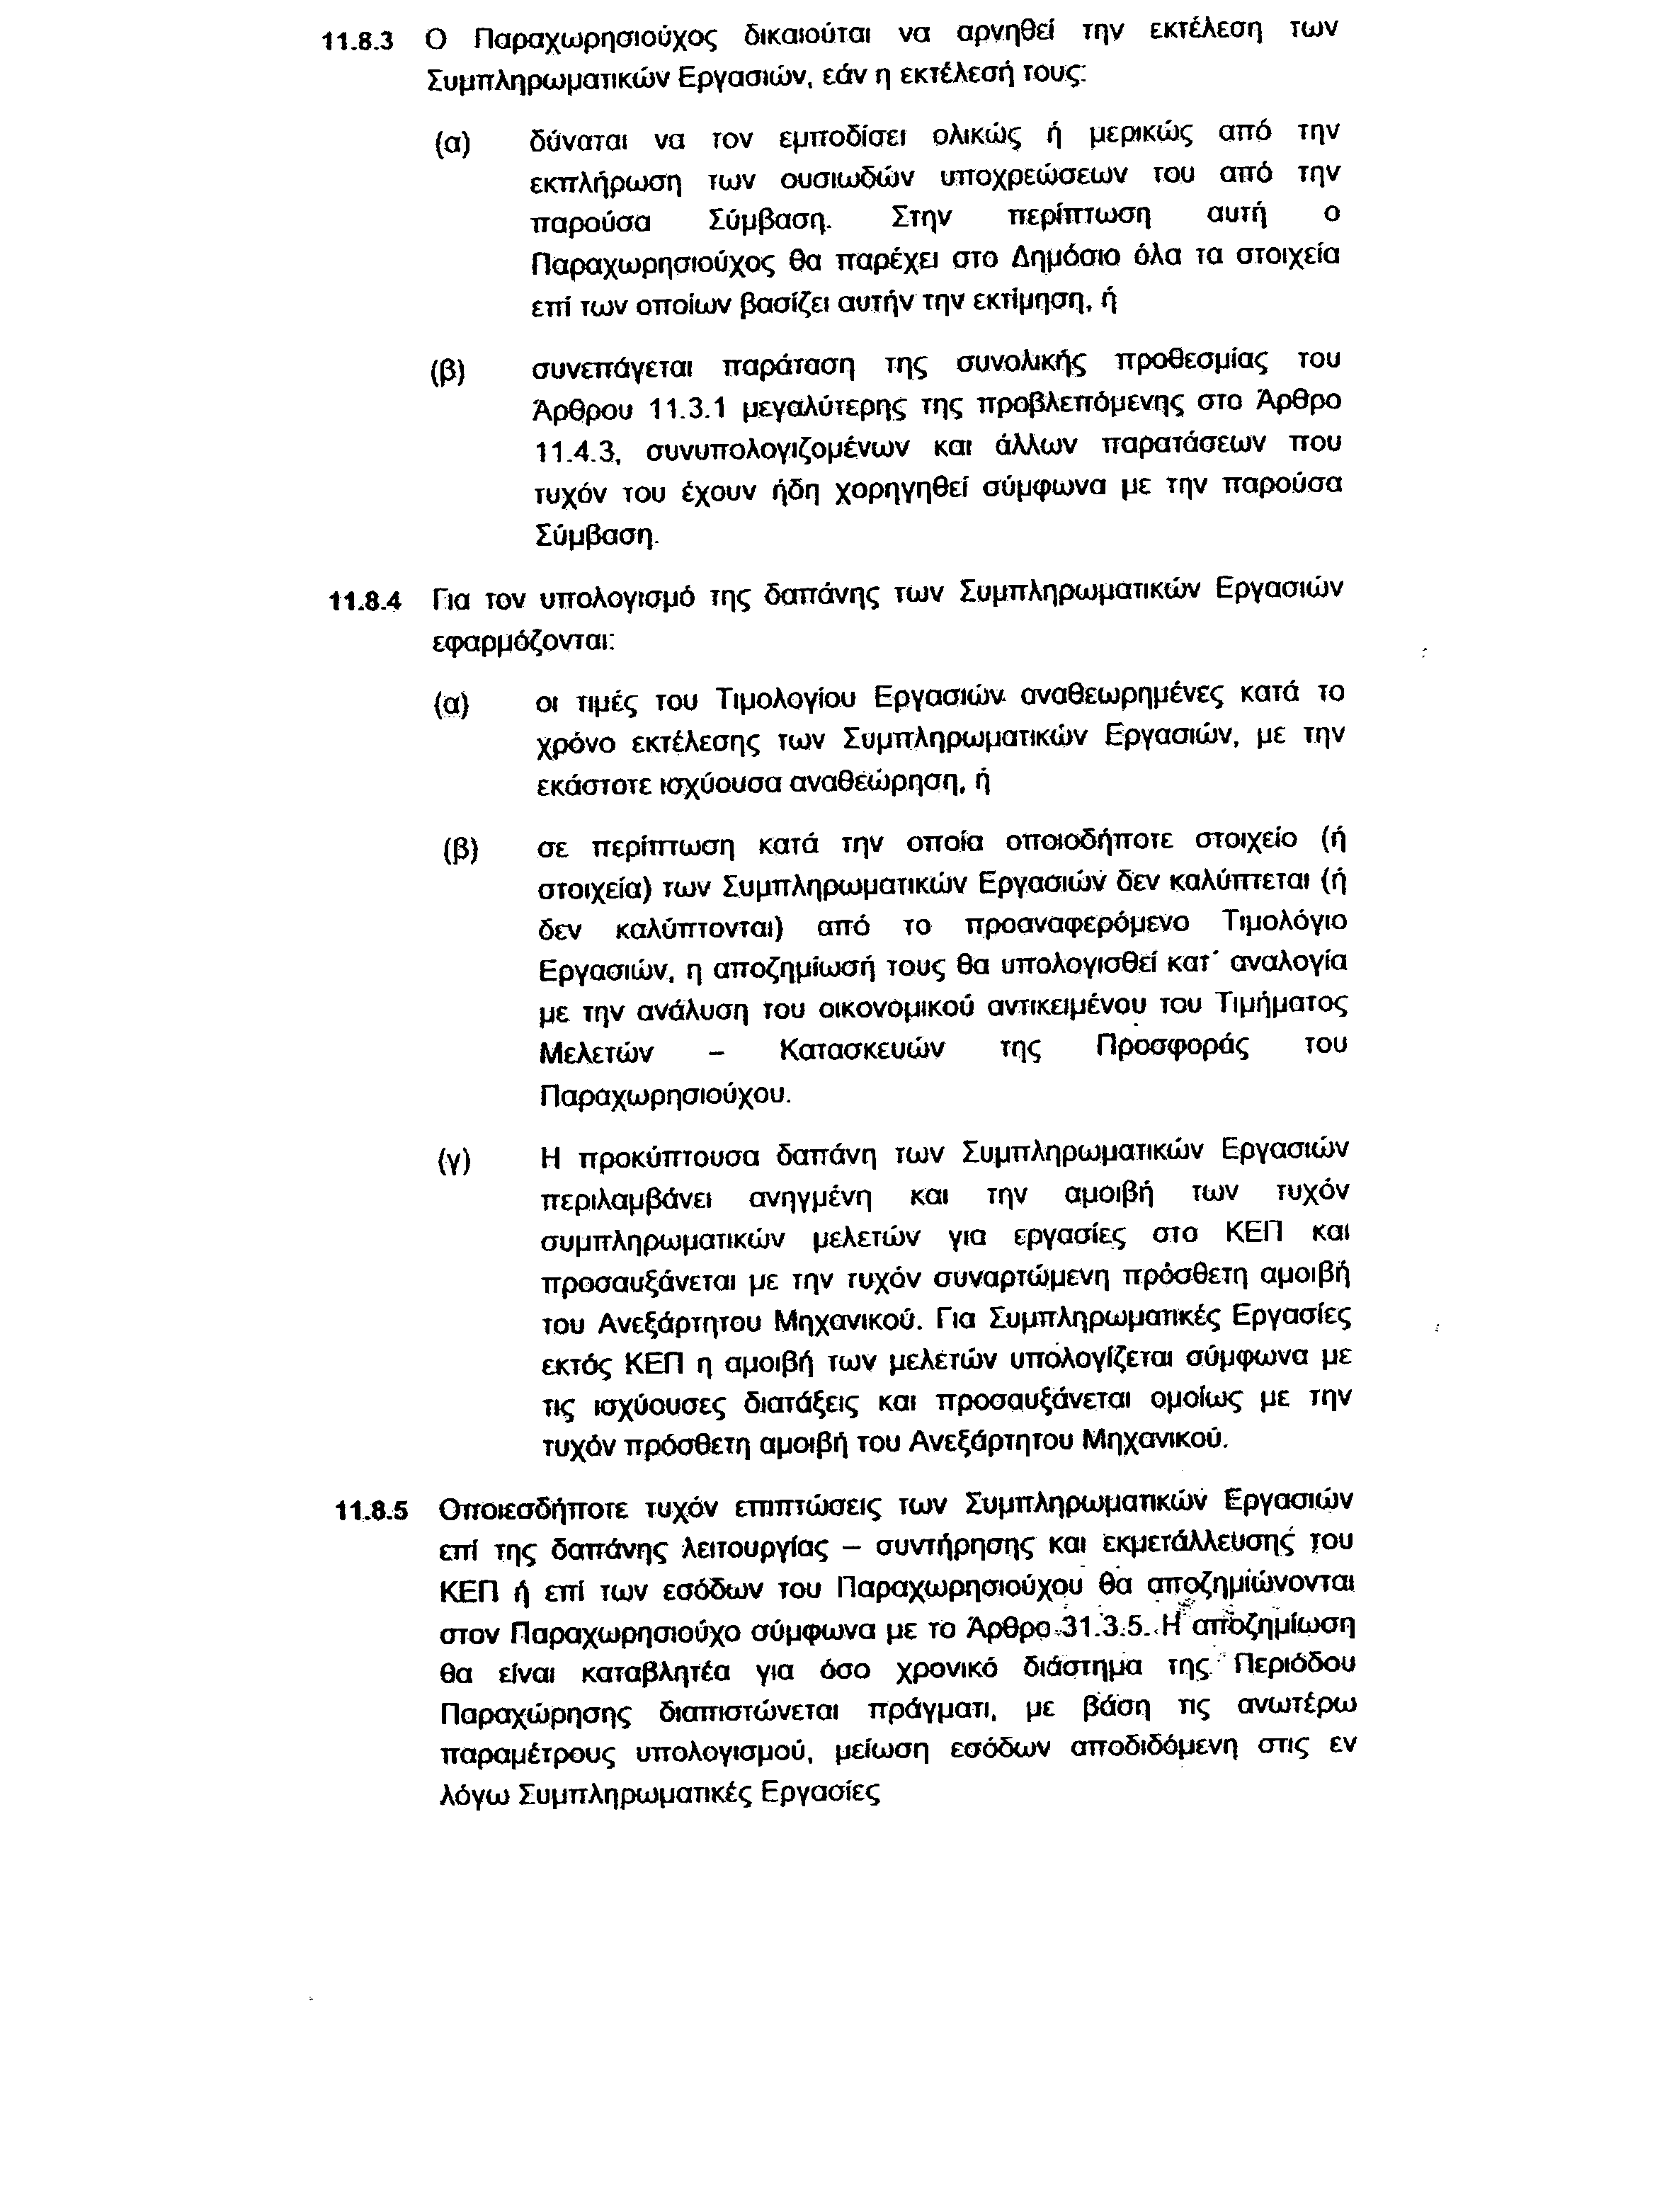 11.8.3 Ο Παραχωρησιούχος δικαιούται να αρνηθεί την εκτέλεση των
Συμπληρωματικών Εργασιών, εάν η εκτέλεσή τους:
(α) δύναται να τον εμποδίσει ολικώς ή μερικώς από την
εκπλήρωση των ουσιωδών υποχρεώσεων του από την
παρούσα Σύμβαση. Στην περίπτωση αυτή ο
Παραχωρησιούχος θα παρέχει στο Δημόσιο όλα τα στοιχεία
επί των οποίων βασίζει αυτήν την εκτίμηση, ή
(β) συνεπάγεται παράταση της συνολικής προθεσμίας του
Άρθρου 11.3.1 μεγαλύτερης της προβλεπόμενης στο Άρθρο
11.4.3, συνυπολογιζομένων και άλλων παρατάσεων που
τυχόν του έχουν ήδη χορηγηθεί σύμφωνα με την παρούσα
Σύμβαση.
11.8.4 Για τον υπολογισμό της δαπάνης των Συμπληρωματικών Εργασιών
εφαρμόζονται:
(α) οι τιμές του Τιμολογίου Εργασιών αναθεωρημένες κατά το
χρόνο εκτέλεσης των Συμπληρωματικών Εργασιών, με την
εκάστοτε ισχύουσα αναθεώρηση, ή
(β) σε περίπτωση κατά την οποία οποιοδήποτε στοιχείο (ή
στοιχεία) των Συμπληρωματικών Εργασιών δεν καλύπτεται (ή
δεν καλύπτονται) από το προαναφερόμενο Τιμολόγιο
Εργασιών, η αποζημίωσή τους θα υπολογισθεί κατ' αναλογία
με την ανάλυση του οικονομικού αντικειμένου του Τιμήματος
Μελετών – Κατασκευών της Προσφοράς του
Παραχωρησιούχου.
(γ) Η προκύπτουσα δαπάνη των Συμπληρωματικών Εργασιών
περιλαμβάνει ανηγμένη και την αμοιβή των τυχόν
συμπληρωματικών μελετών για εργασίες στο ΚΕΠ και
προσαυξάνεται με την τυχόν συναρτώμενη πρόσθετη αμοιβή
του Ανεξάρτητου Μηχανικού. Για Συμπληρωματικές Εργασίες
εκτός ΚΕΠ η αμοιβή των μελετών υπολογίζεται σύμφωνα με
τις ισχύουσες διατάξεις και προσαυξάνεται ομοίως με την
τυχόν πρόσθετη αμοιβή του Ανεξάρτητου Μηχανικού.
11.8.5 Οποιεσδήποτε τυχόν επιπτώσεις των Συμπληρωματικών Εργασιών
επί της δαπάνης λειτουργίας – συντήρησης και εκμετάλλευσης του
ΚΕΠ ή επί των εσόδων του Παραχωρησιούχου θα αποζημιώνονται
στον Παραχωρησιούχο σύμφωνα με το Άρθρο 31.3.5. Η αποζημίωση
θα είναι καταβλητέα για όσο χρονικό διάστημα της Περιόδου
Παραχώρησης διαπιστώνεται πράγματι, με βάση τις ανωτέρω
παραμέτρους υπολογισμού, μείωση εσόδων αποδιδόμενη στις εν
λόγω Συμπληρωματικές Εργασίες